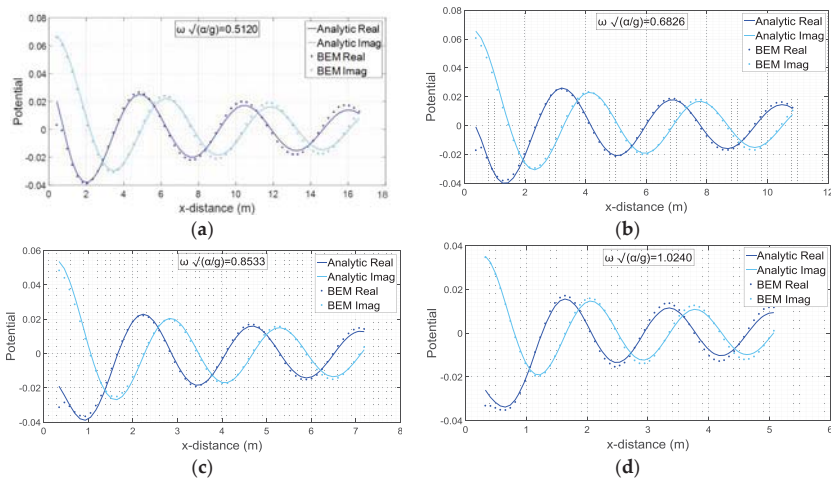 0.08
0.06
0.04
0.02
0
-0.02
-0.04
0 2 4 6 8 10 12 14 16 18
Potential
x-distance (m)
ω √(α/g)=0.5120
Analytic Real
Analytic Imag
BEM Real
BEM Imag
(a)
0.08
0.06
0.04
0.02
0
-0.02
-0.04
0 2 4 6 8 10 12
Potential
x-distance (m)
ω √(α/g)=0.6826
Analytic Real
Analytic Imag
BEM Real
BEM Imag
(b)
0.06
0.04
0.02
0
-0.02
-0.04
0 1 2 3 4 5 6 7 8
Potential
x-distance (m)
ω √(α/g)=0.8533
Analytic Real
Analytic Imag
BEM Real
BEM Imag
(c)
0.04
0.02
0
-0.02
-0.04
0 1 2 3 4 5 6
Potential
x-distance (m)
ω √(α/g)=1.0240
Analytic Real
Analytic Imag
BEM Real
BEM Imag
(d)